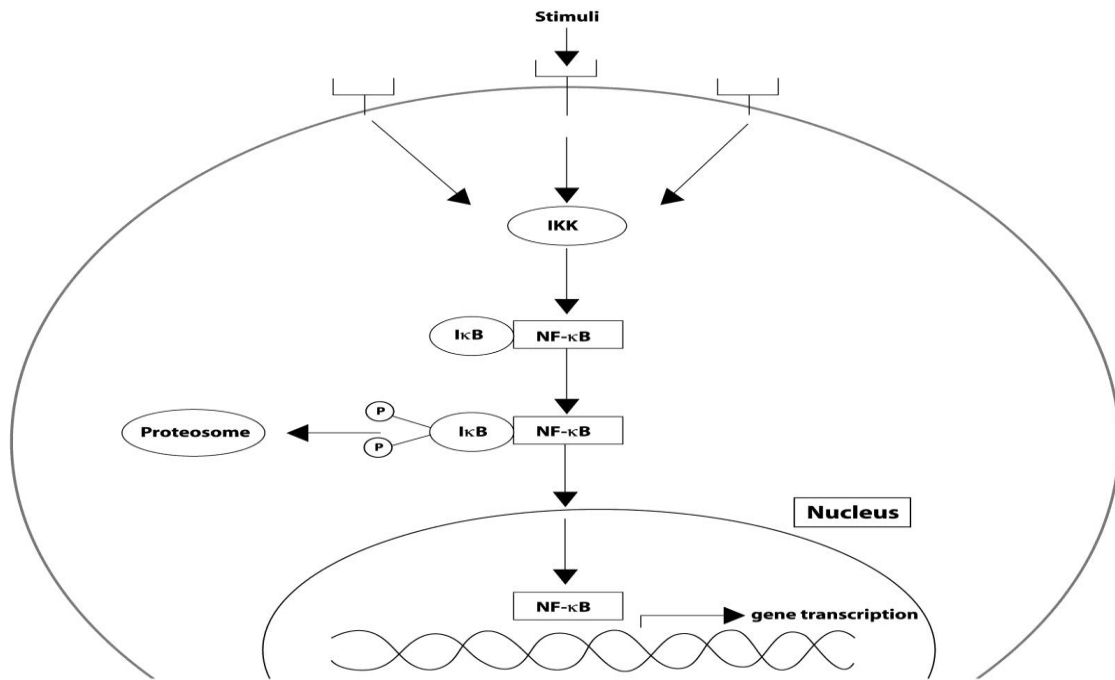 Stimuli
IKK
IκB
NF-κB
P
IκB
NF-κB
Proteosome
P
Nucleus
NF-κB
gene transcription